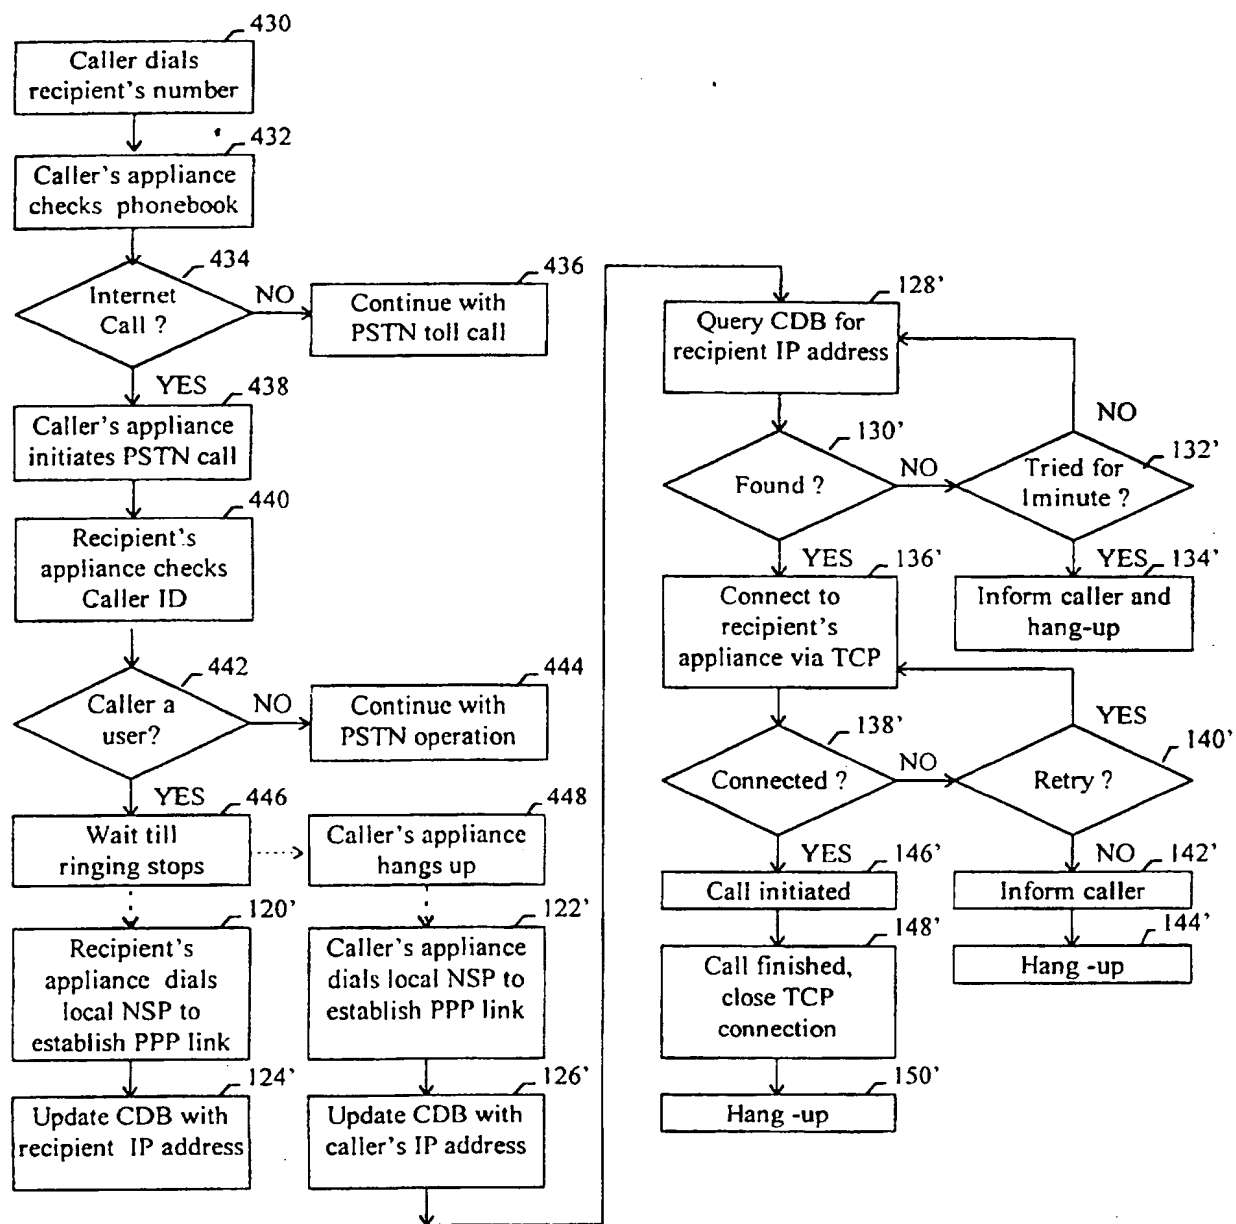 430
Caller dials
recipient's number
432
Caller's appliance
checks phonebook
434
Internet
Call ?
NO
436
Continue with
PSTN toll call
YES
438
Caller's appliance
initiates PSTN call
440
Recipient's
appliance checks
Caller ID
442
Caller a
user?
NO
444
Continue with
PSTN operation
YES
446
Wait till
ringing stops
448
Caller's appliance
hangs up
120'
Recipient's
appliance dials
local NSP to
establish PPP link
122'
Caller's appliance
dials local NSP to
establish PPP link
124'
Update CDB with
recipient IP address
126'
Update CDB with
caller's IP address
128'
Query CDB for
recipient IP address
130'
Found ?
NO
132'
Tried for
1minute ?
NO
YES
134'
Inform caller and
hang-up
YES
136'
Connect to
recipient's
appliance via TCP
138'
Connected ?
NO
140'
Retry ?
YES
NO
142'
Inform caller
144'
Hang -up
YES
146'
Call initiated
148'
Call finished,
close TCP
connection
150'
Hang -up